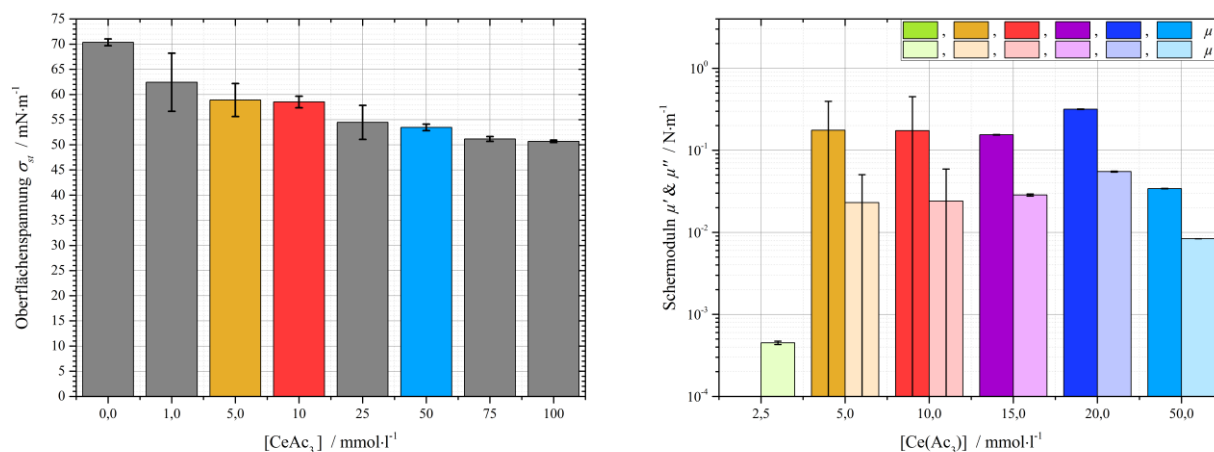 75
70
65
60
55
50
45
40
35
30
25
20
15
10
5
0
Oberflächenspannung σst / mN·m-1
0,0 1,0 5,0 10 25 50 75 100
[CeAc3] / mmol·l-1
, , , , , μ
, , , , , μ
10^0
10^-1
10^-2
10^-3
10^-4
Schermoduln μ′ & μ″ / N·m-1
2,5 5,0 10,0 15,0 20,0 50,0
[Ce(Ac3)] / mmol·l-1